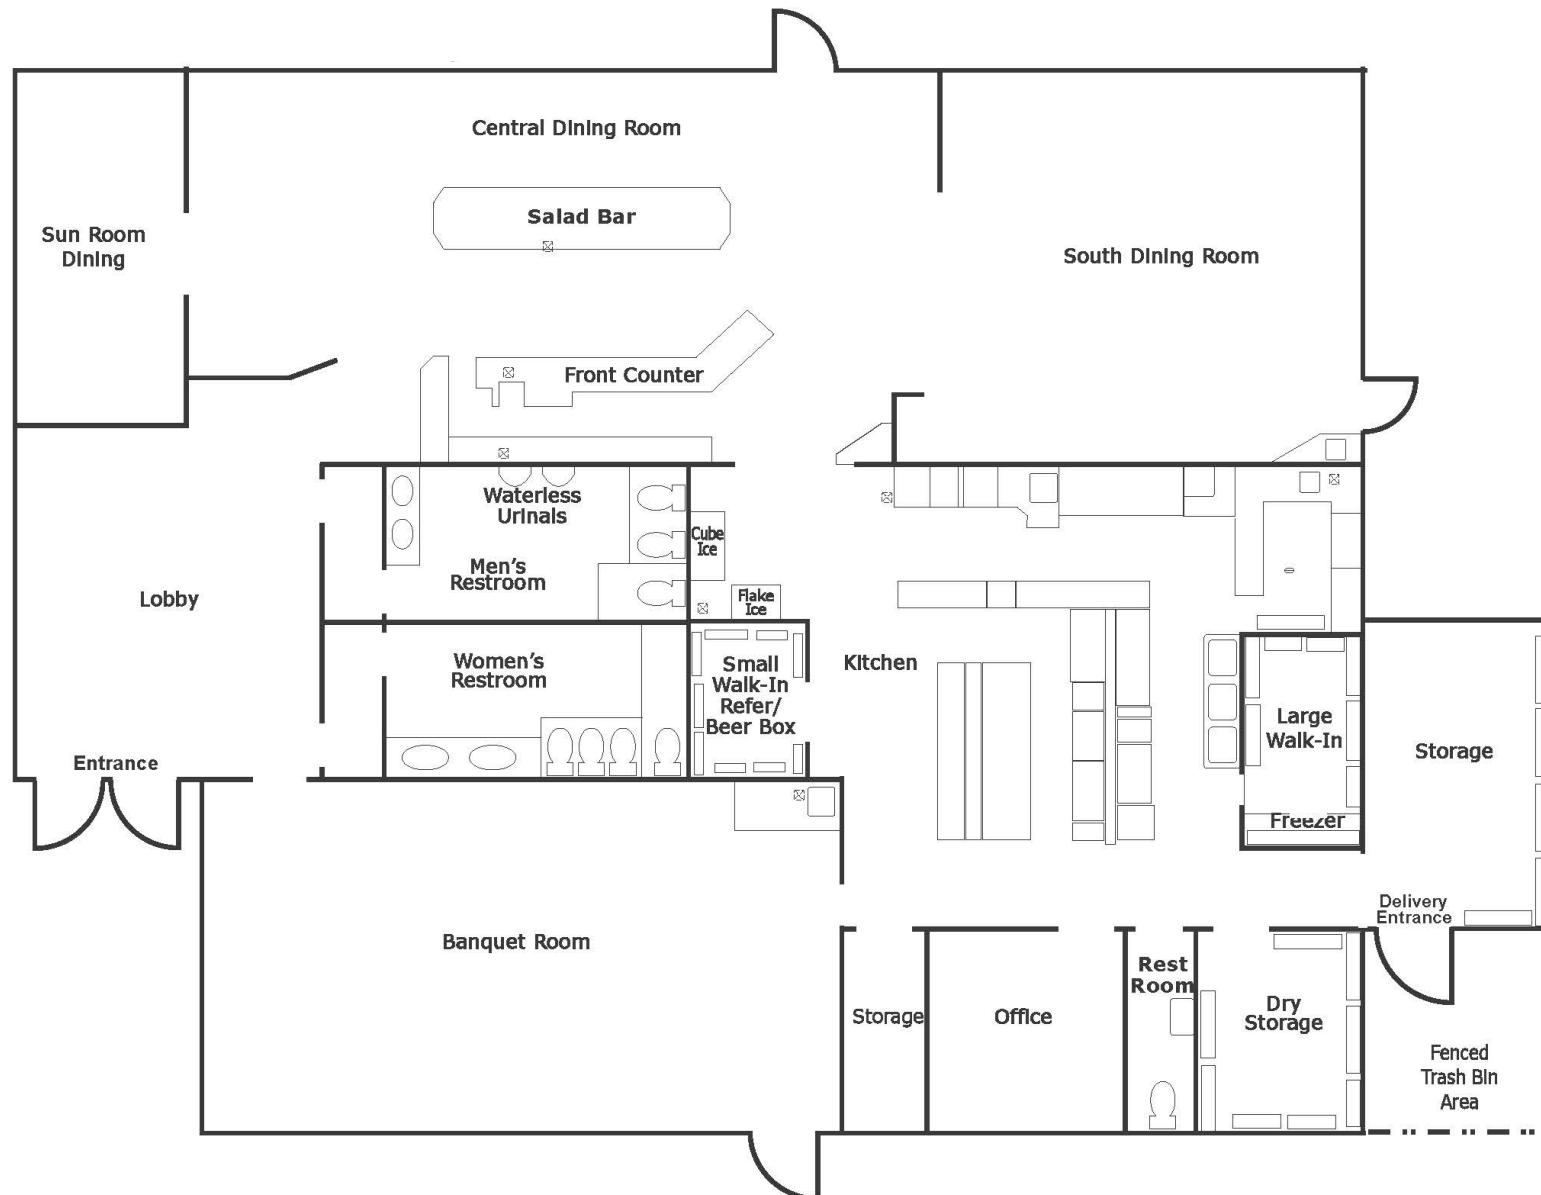 Central Dining Room
Salad Bar
Sun Room
Dining
South Dining Room
Front Counter
Waterless
Urinals
Men's
Restroom
Cube
Ice
Flake
Ice
Lobby
Women's
Restroom
Small
Walk-In
Refer/
Beer Box
Kitchen
Large
Walk-In
Freezer
Storage
Entrance
Delivery
Entrance
Banquet Room
Storage
Office
Rest
Room
Dry
Storage
Fenced
Trash Bin
Area